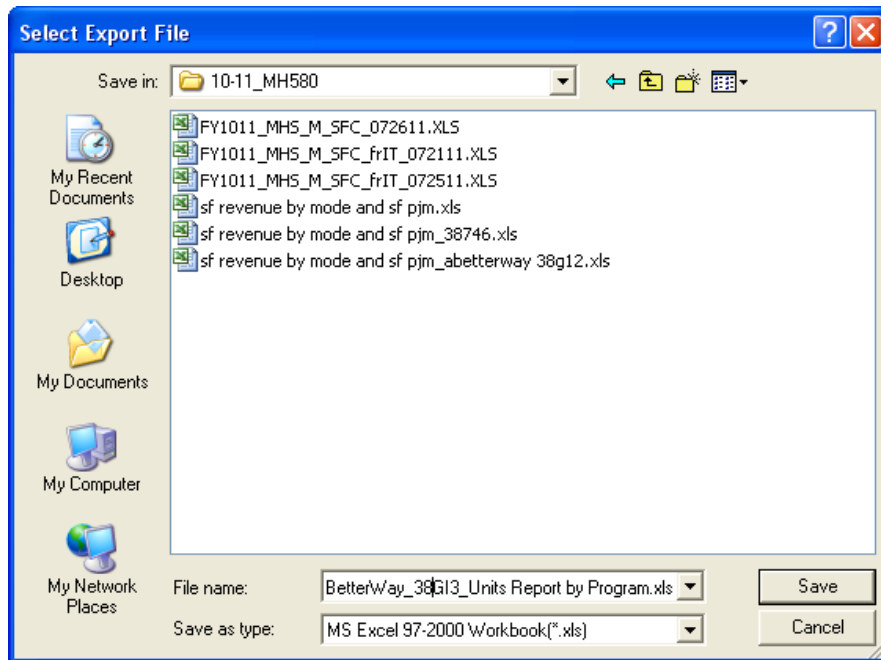 Select Export File
Save in: 10-11_MH580
FY1011_MHS_M_SFC_072611.XLS
FY1011_MHS_M_SFC_frIT_072111.XLS
FY1011_MHS_M_SFC_frIT_072511.XLS
sf revenue by mode and sf pjm.xls
sf revenue by mode and sf pjm_38746.xls
sf revenue by mode and sf pjm_abetterway 38g12.xls
My Recent
Documents
Desktop
My Documents
My Computer
My Network
Places
File name: BetterWay_38GI3_Units Report by Program.xls Save
Save as type: MS Excel 97-2000 Workbook(*.xls) Cancel